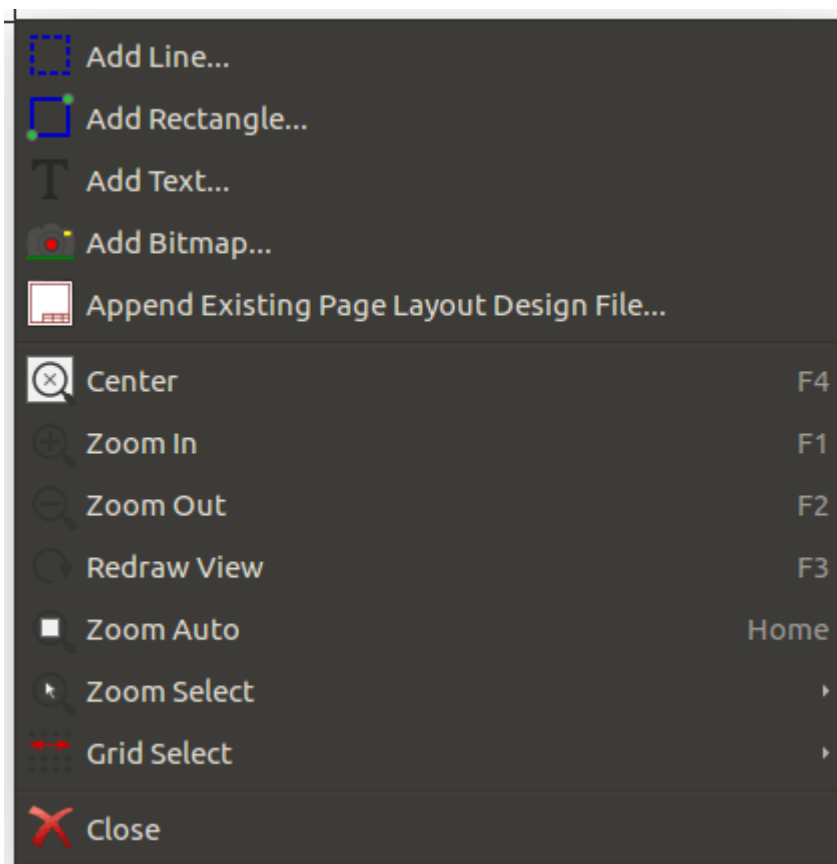 Add Line...
Add Rectangle...
Add Text...
Add Bitmap...
Append Existing Page Layout Design File...
Center F4
Zoom In F1
Zoom Out F2
Redraw View F3
Zoom Auto Home
Zoom Select
Grid Select
Close